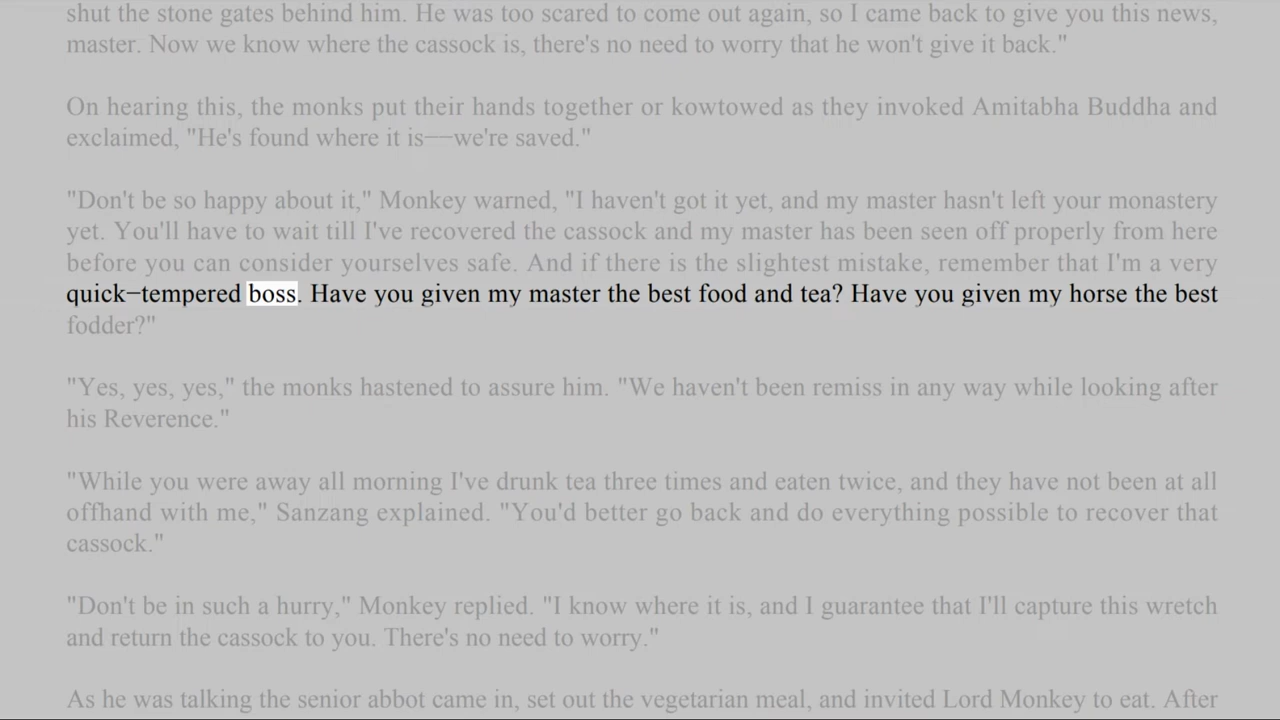 shut the stone gates behind him. He was too scared to come out again, so I came back to give you this news,
master. Now we know where the cassock is, there's no need to worry that he won't give it back."
On hearing this, the monks put their hands together or kowtowed as they invoked Amitabha Buddha and
exclaimed, "He's found where it is——we're saved."
"Don't be so happy about it," Monkey warned, "I haven't got it yet, and my master hasn't left your monastery
yet. You'll have to wait till I've recovered the cassock and my master has been seen off properly from here
before you can consider yourselves safe. And if there is the slightest mistake, remember that I'm a very
quick−tempered boss. Have you given my master the best food and tea? Have you given my horse the best
fodder?"
"Yes, yes, yes," the monks hastened to assure him. "We haven't been remiss in any way while looking after
his Reverence."
"While you were away all morning I've drunk tea three times and eaten twice, and they have not been at all
offhand with me," Sanzang explained. "You'd better go back and do everything possible to recover that
cassock."
"Don't be in such a hurry," Monkey replied. "I know where it is, and I guarantee that I'll capture this wretch
and return the cassock to you. There's no need to worry."
As he was talking the senior abbot came in, set out the vegetarian meal, and invited Lord Monkey to eat. After